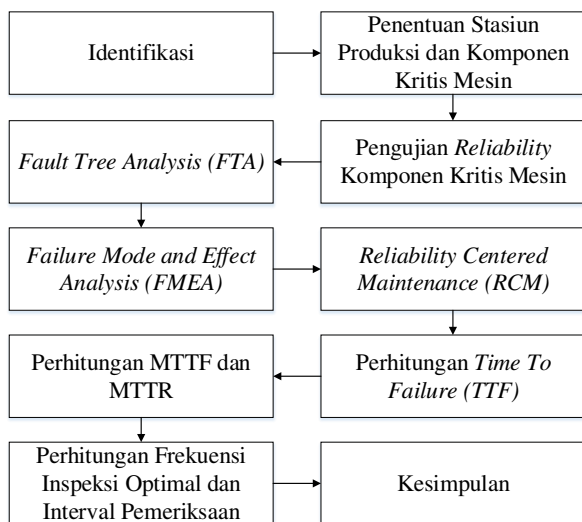 Identifikasi
Penentuan Stasiun
Produksi dan Komponen
Kritis Mesin
Pengujian Reliability
Komponen Kritis Mesin
Fault Tree Analysis (FTA)
Failure Mode and Effect
Analysis (FMEA)
Reliability Centered
Maintenance (RCM)
Perhitungan Time To
Failure (TTF)
Perhitungan MTTF dan
MTTR
Perhitungan Frekuensi
Inspeksi Optimal dan
Interval Pemeriksaan
Kesimpulan